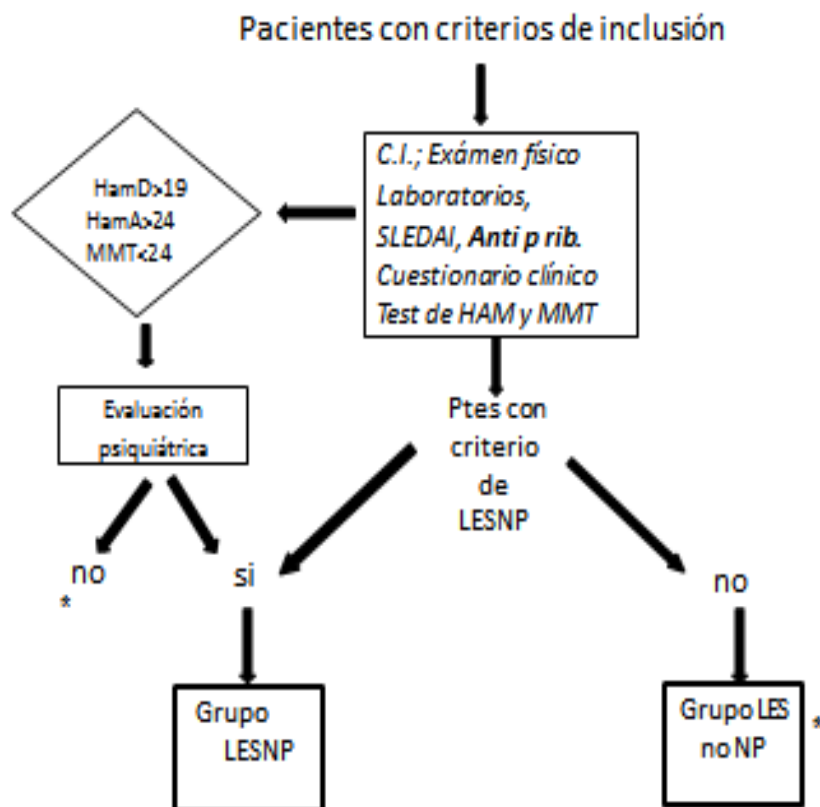 Pacientes con criterios de inclusión
C.I.; Exámen físico
Laboratorios,
SLEDAI, Anti p rib.
Cuestionario clínico
Test de HAM y MMT
HamD>19
HamA>24
MMT<24
Evaluación
psiquiátrica
Ptes con
criterio
de
LESNP
no
*
si
no
Grupo
LESNP
Grupo LES
no NP
*